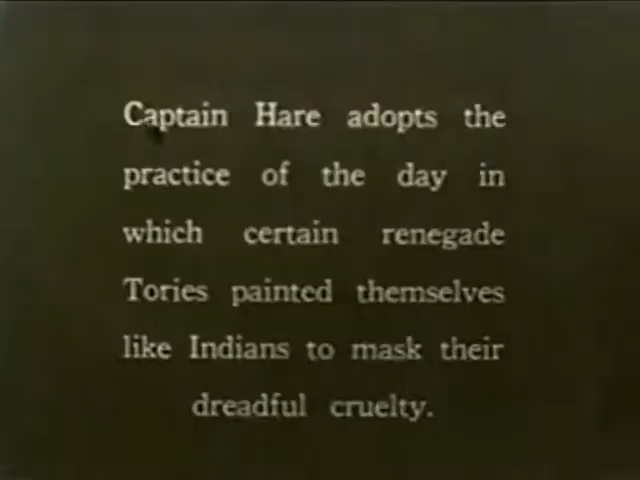 Captain Hare adopts the
practice of the day in
which certain renegade
Tories painted themselves
like Indians to mask their
dreadful cruelty.